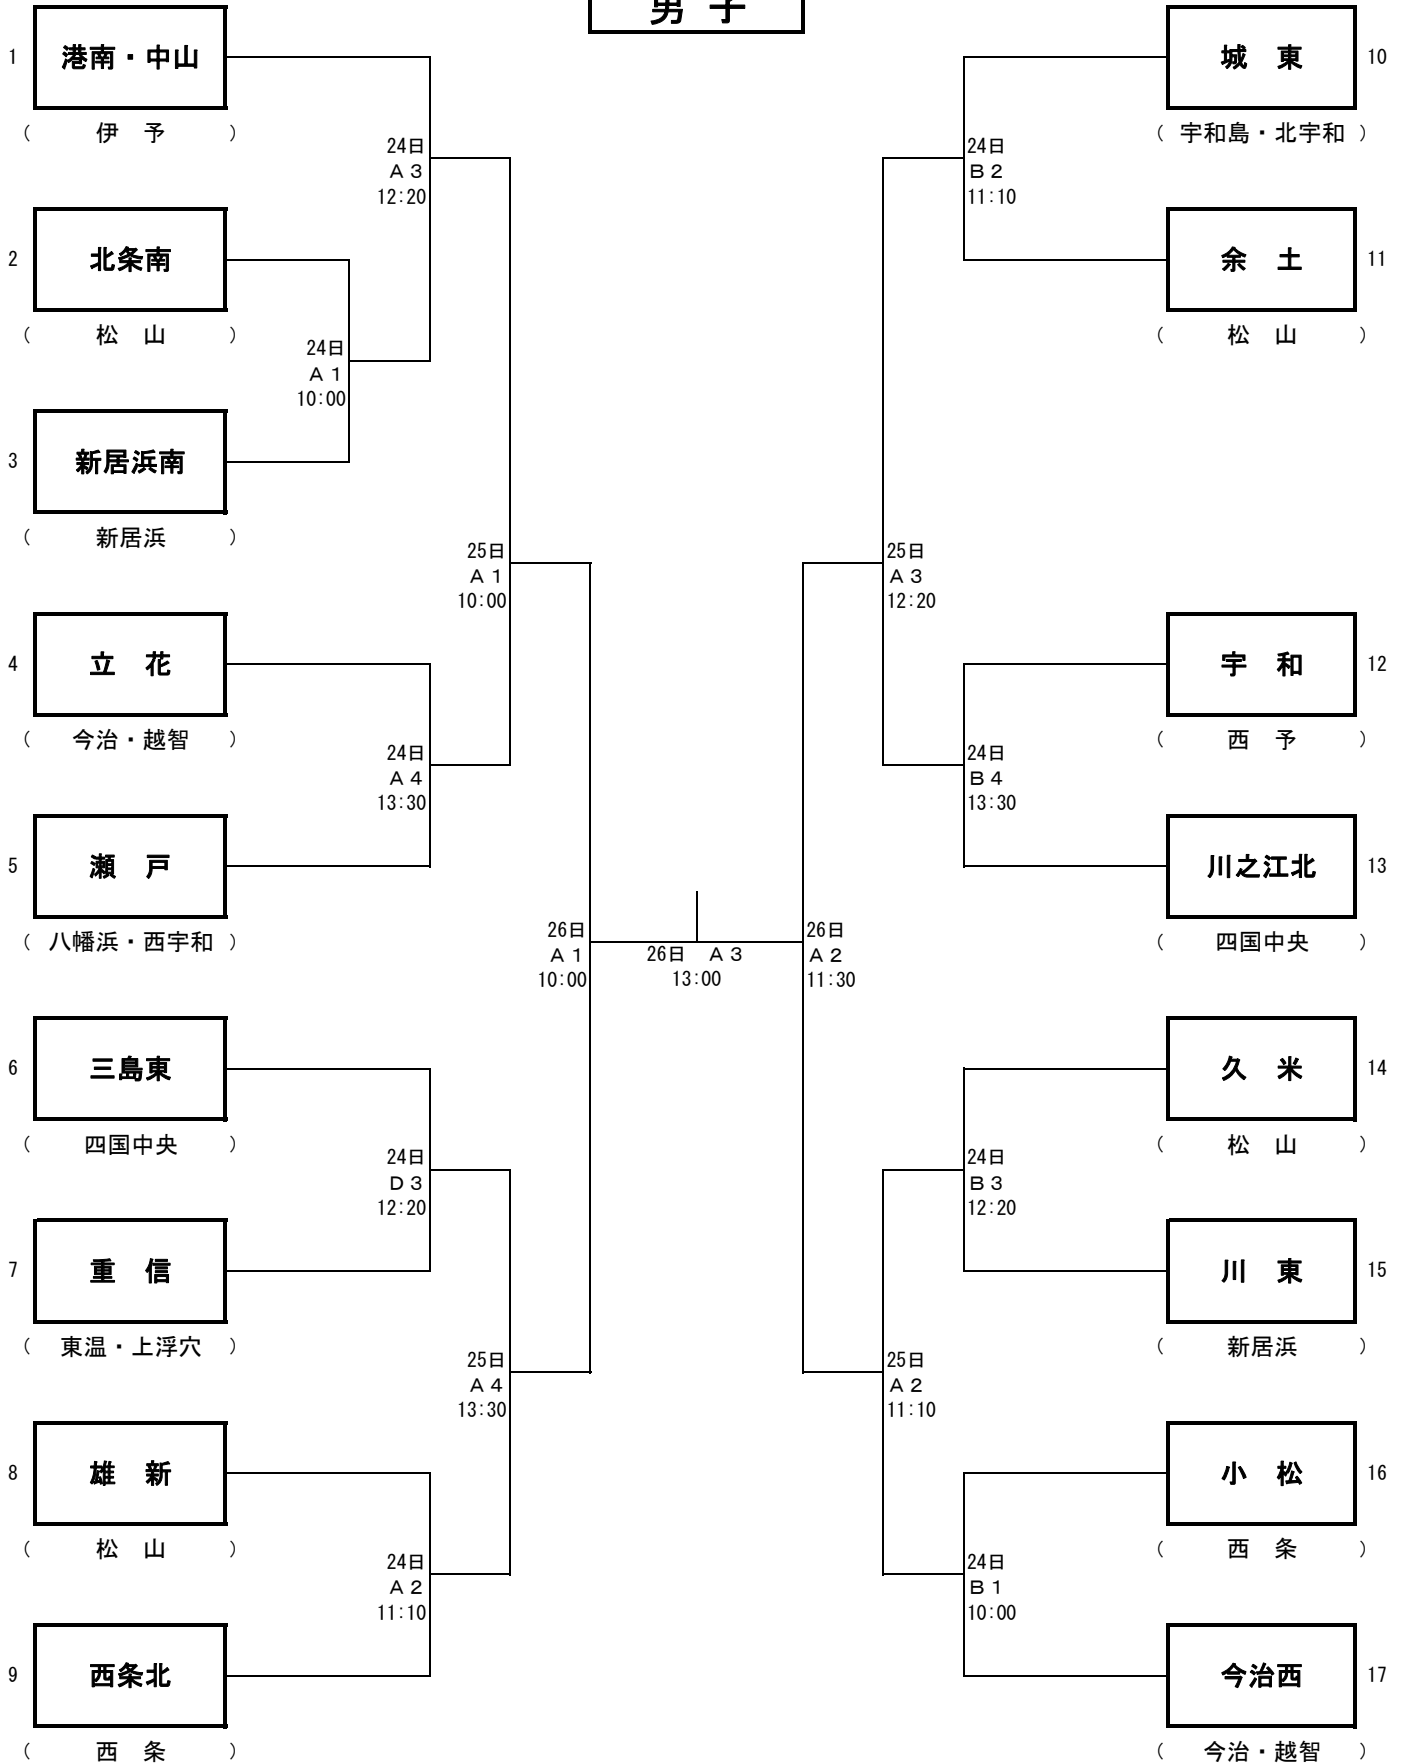 男 子
1 港南・中山
（ 伊 予 ）
24日
A 3
12:20
2 北条南
（ 松 山 ）
24日
A 1
10:00
3 新居浜南
（ 新居浜 ）
25日
A 1
10:00
4 立 花
（ 今治・越智 ）
24日
A 4
13:30
5 瀬 戸
（ 八幡浜・西宇和 ）
26日
A 1
10:00
6 三島東
（ 四国中央 ）
24日
D 3
12:20
7 重 信
（ 東温・上浮穴 ）
25日
A 4
13:30
8 雄 新
（ 松 山 ）
24日
A 2
11:10
9 西条北
（ 西 条 ）
26日 A 3
13:00
城 東 10
（ 宇和島・北宇和 ）
24日
B 2
11:10
余 土 11
（ 松 山 ）
25日
A 3
12:20
宇 和 12
（ 西 予 ）
24日
B 4
13:30
川之江北 13
（ 四国中央 ）
26日
A 2
11:30
久 米 14
（ 松 山 ）
24日
B 3
12:20
川 東 15
（ 新居浜 ）
25日
A 2
11:10
小 松 16
（ 西 条 ）
24日
B 1
10:00
今治西 17
（ 今治・越智 ）